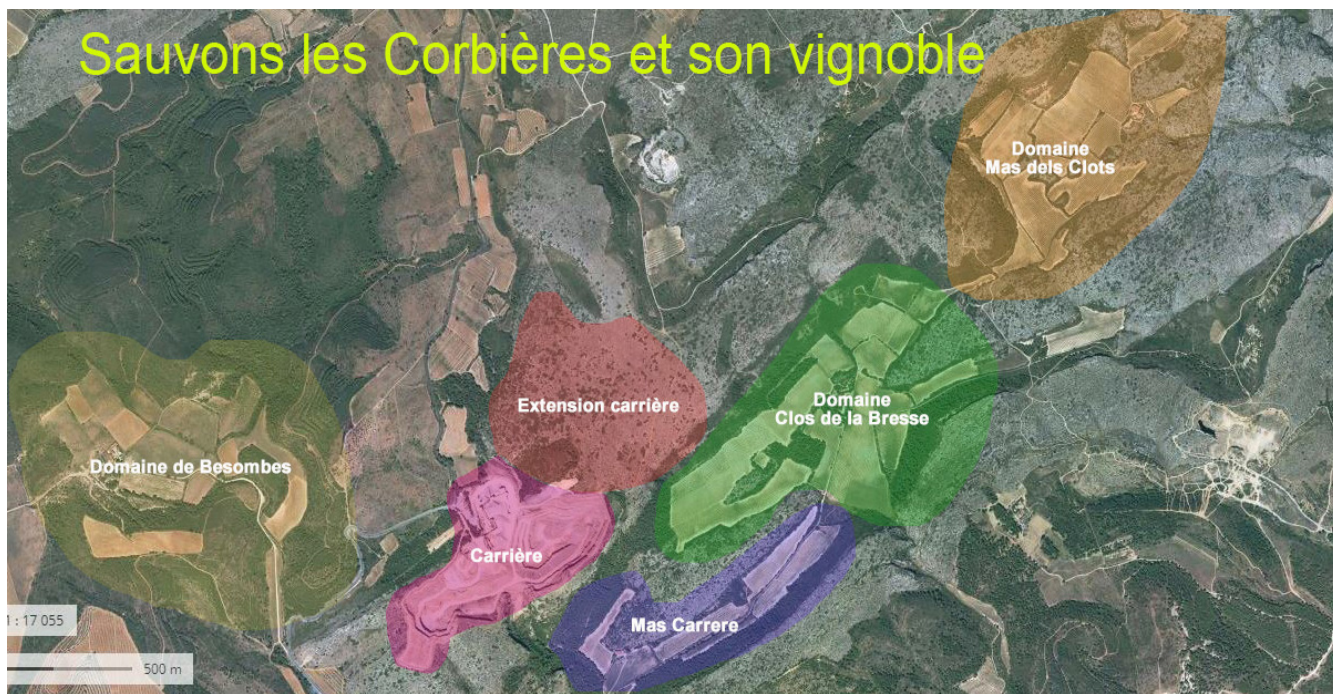 Sauvons les Corbières et son vignoble
Domaine
Mas dels Clots
Extension carrière
Domaine
Clos de la Bresse
Domaine de Besombes
Carrière
Mas Carrere
1 : 17 055
500 m